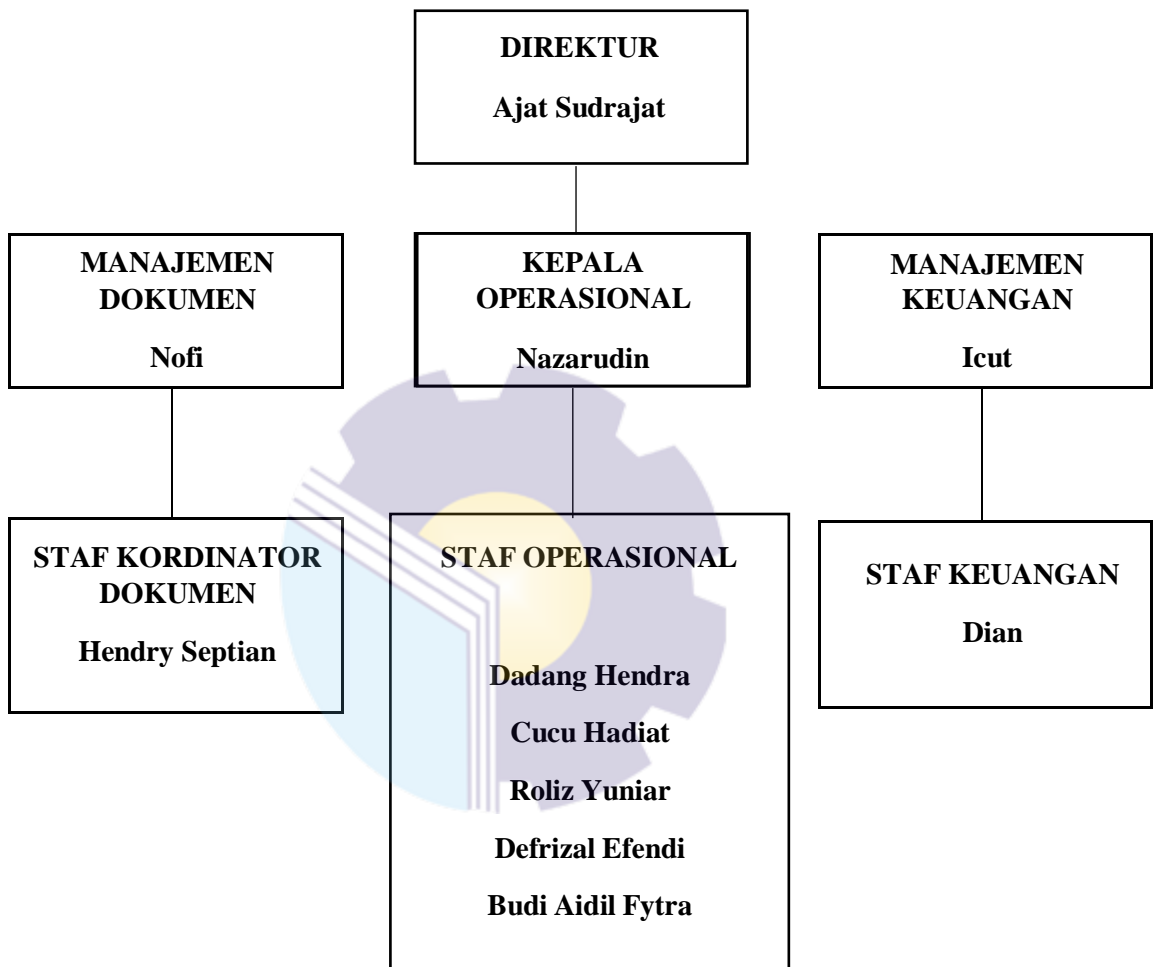 DIREKTUR
Ajat Sudrajat
MANAJEMEN
DOKUMEN
Nofi
KEPALA
OPERASIONAL
Nazarudin
MANAJEMEN
KEUANGAN
Icut
STAF KORDINATOR
DOKUMEN
Hendry Septian
STAF OPERASIONAL
Dadang Hendra
Cucu Hadiat
Roliz Yuniar
Defrizal Efendi
Budi Aidil Fytra
STAF KEUANGAN
Dian